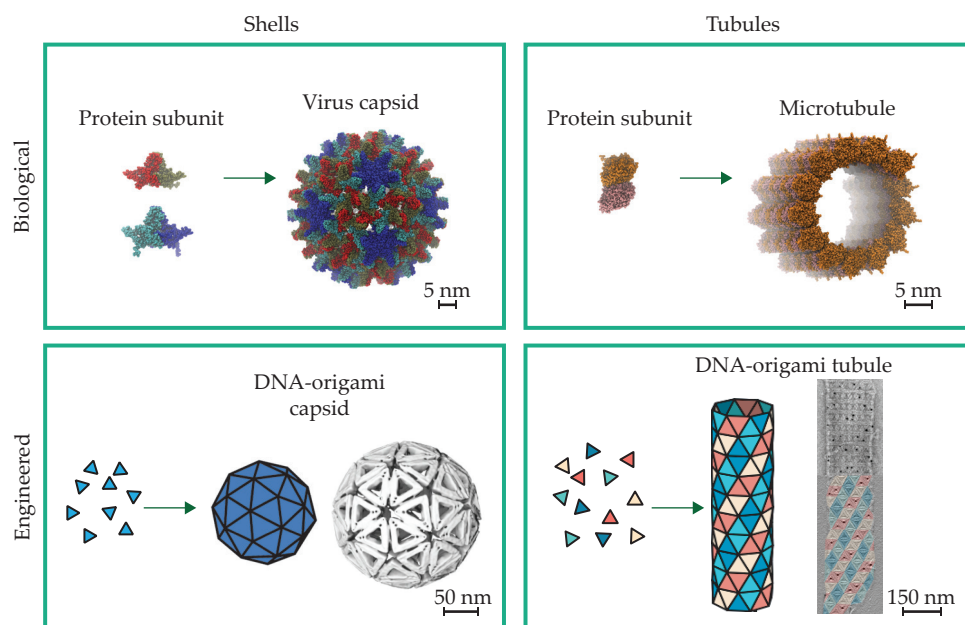 Shells
Tubules
Biological
Protein subunit
Virus capsid
5 nm
Protein subunit
Microtubule
5 nm
Engineered
DNA-origami
capsid
50 nm
DNA-origami tubule
150 nm